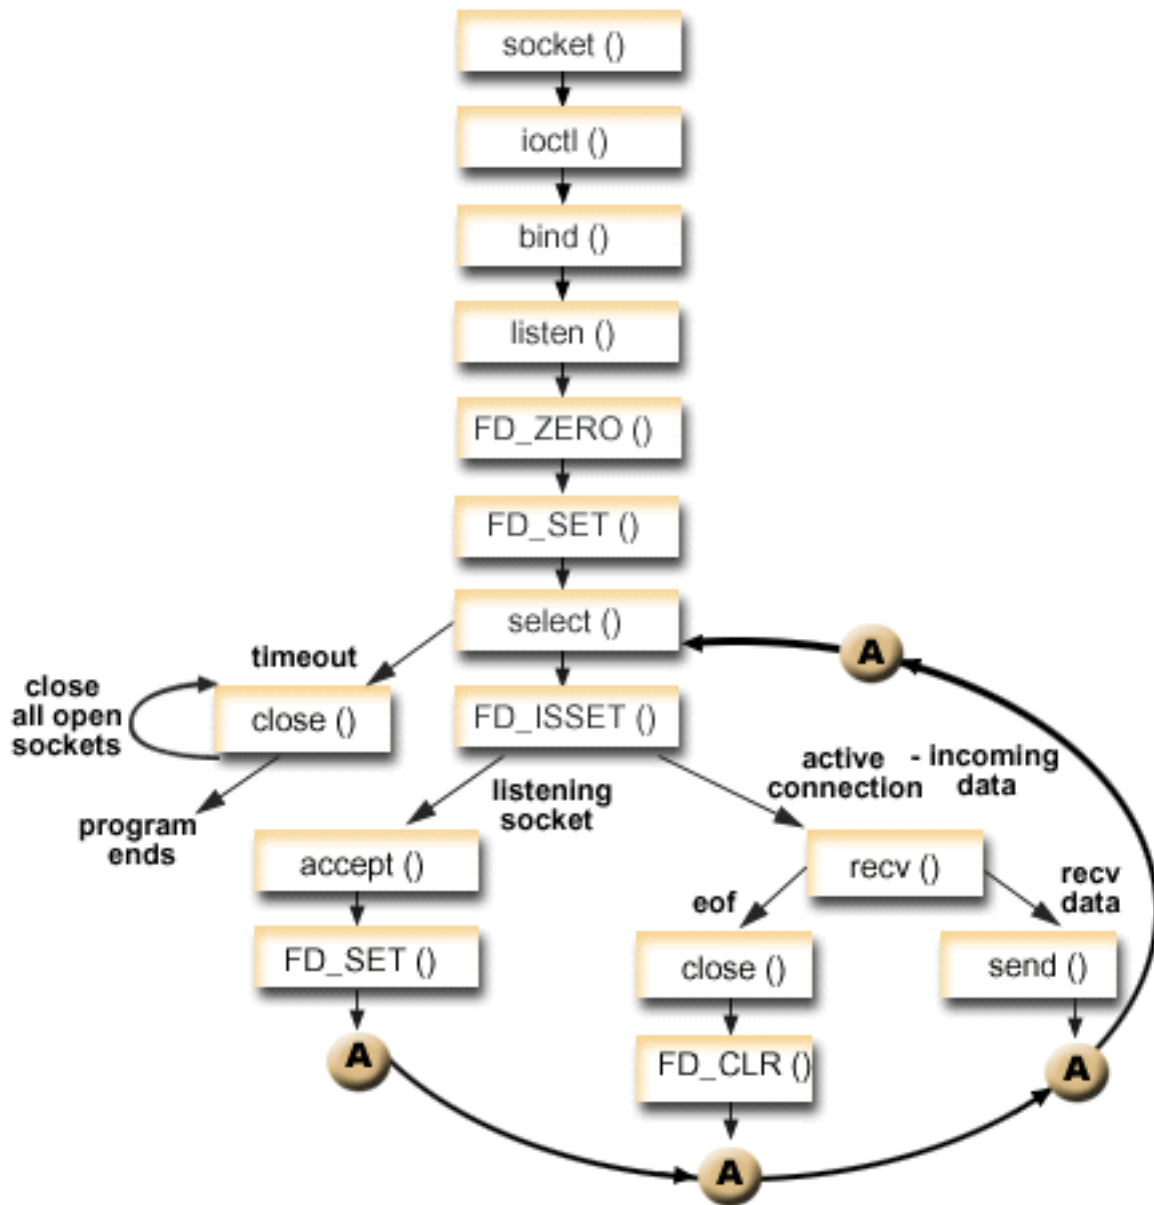 socket ()
ioctl ()
bind ()
listen ()
FD_ZERO ()
FD_SET ()
select ()
A
timeout
close
all open
sockets
close ()
FD_ISSET ()
program
ends
listening
socket
active
connection
- incoming
data
accept ()
recv ()
eof
recv
data
FD_SET ()
close ()
send ()
A
FD_CLR ()
A
A